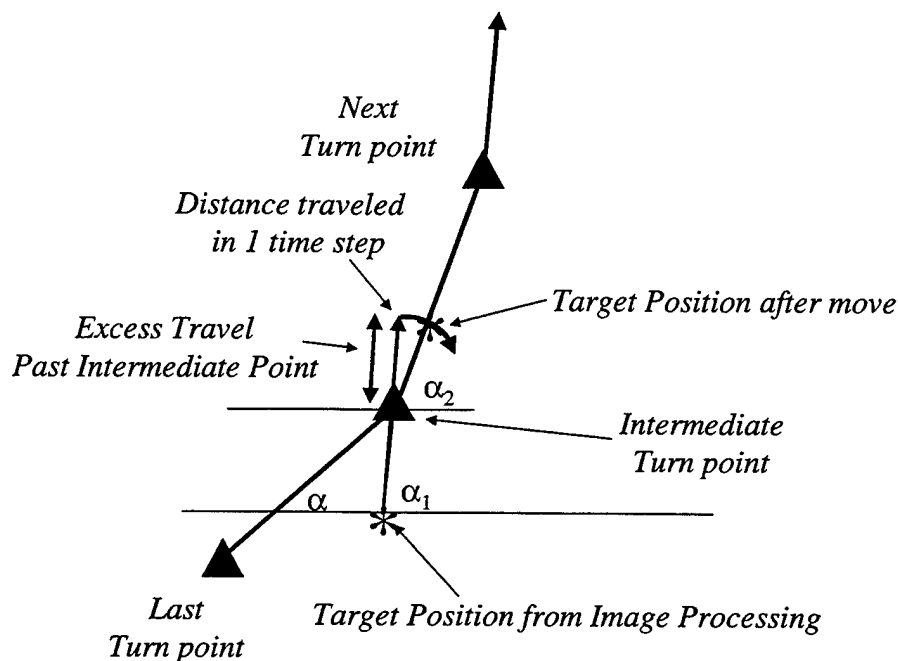 Next
Turn point
Distance traveled
in 1 time step
Target Position after move
Excess Travel
Past Intermediate Point
α2
Intermediate
Turn point
α
α1
Last
Turn point
Target Position from Image Processing